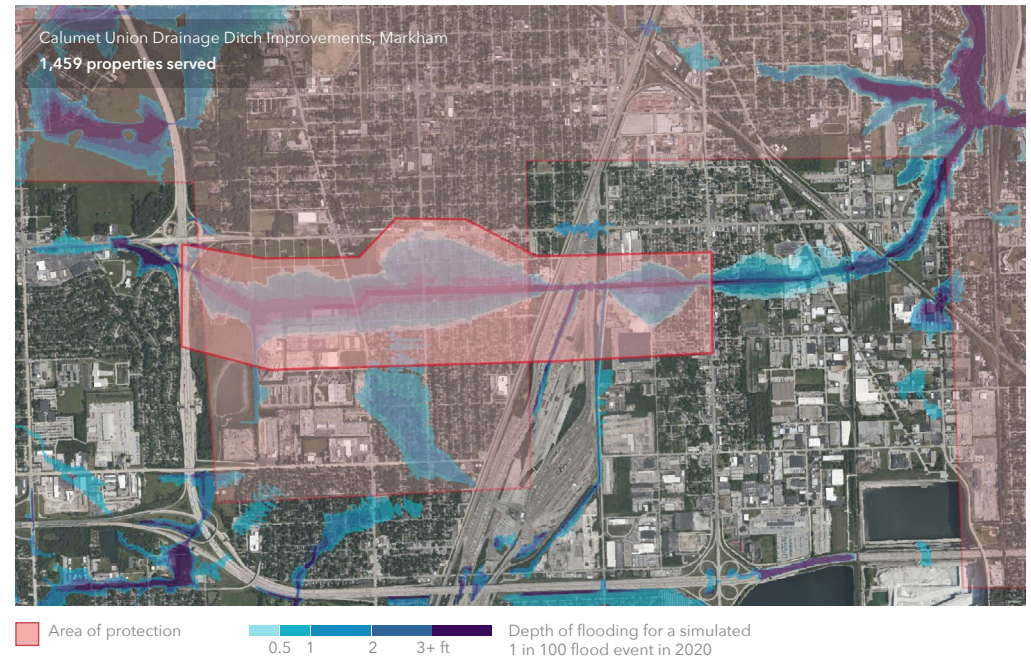 Calumet Union Drainage Ditch Improvements, Markham
1,459 properties served
Area of protection
0.5 1 2 3+ ft
Depth of flooding for a simulated
1 in 100 flood event in 2020